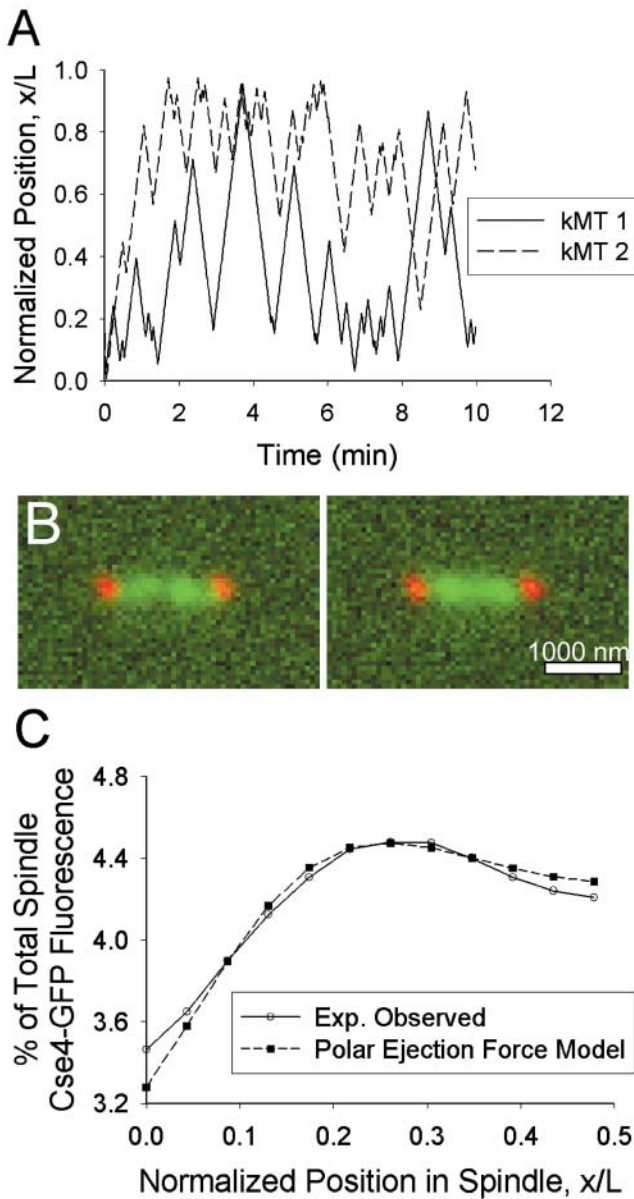 A
1.0
0.8
0.6
0.4
0.2
0.0
Normalized Position, x/L
kMT 1
kMT 2
0 2 4 6 8 10 12
Time (min)
B
1000 nm
C
4.8
4.4
4.0
3.6
3.2
% of Total Spindle
Cse4-GFP Fluorescence
Exp. Observed
Polar Ejection Force Model
0.0 0.1 0.2 0.3 0.4 0.5
Normalized Position in Spindle, x/L